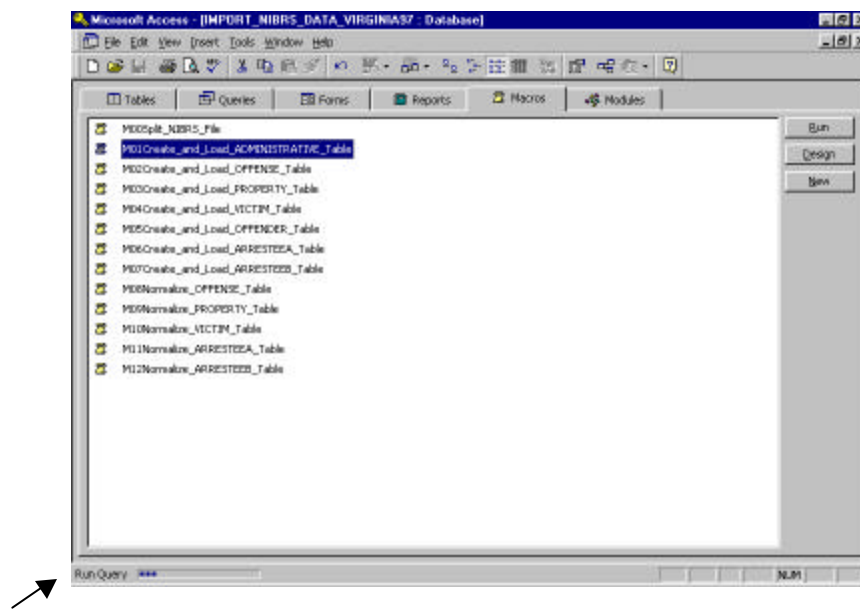 Microsoft Access - [IMPORT_NIBRS_DATA_VIRGINIA97 : Database]
File Edit View Insert Tools Window Help
Tables Queries Forms Reports Macros Modules
M00Split_NIBRS_File
M01Create_and_Load_ADMINISTRATIVE_Table
M02Create_and_Load_OFFENSE_Table
M03Create_and_Load_PROPERTY_Table
M04Create_and_Load_VICTIM_Table
M05Create_and_Load_OFFENDER_Table
M06Create_and_Load_ARRESTEEA_Table
M07Create_and_Load_ARRESTEEB_Table
M08Normalize_OFFENSE_Table
M09Normalize_PROPERTY_Table
M10Normalize_VICTIM_Table
M11Normalize_ARRESTEEA_Table
M12Normalize_ARRESTEEB_Table
Run
Design
New
Run Query NUM